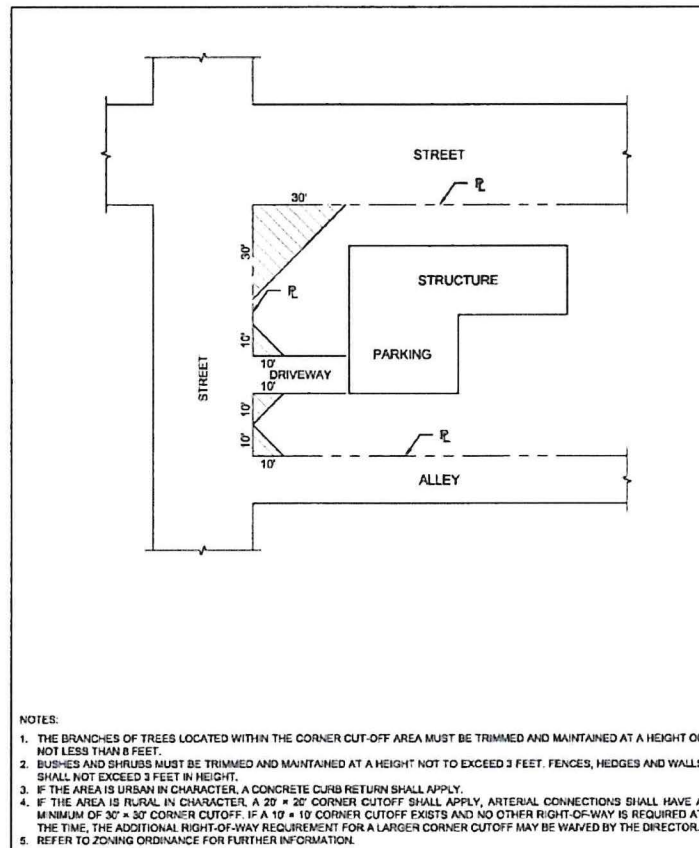 STREET
PL
30'
30'
STRUCTURE
PL
10'
PARKING
10'
DRIVEWAY
10'
STREET
10'
10'
PL
10'
ALLEY
NOTES:
1. THE BRANCHES OF TREES LOCATED WITHIN THE CORNER CUT-OFF AREA MUST BE TRIMMED AND MAINTAINED AT A HEIGHT OF
NOT LESS THAN 8 FEET.
2. BUSHES AND SHRUBS MUST BE TRIMMED AND MAINTAINED AT A HEIGHT NOT TO EXCEED 3 FEET. FENCES, HEDGES AND WALLS
SHALL NOT EXCEED 3 FEET IN HEIGHT.
3. IF THE AREA IS URBAN IN CHARACTER, A CONCRETE CURB RETURN SHALL APPLY.
4. IF THE AREA IS RURAL IN CHARACTER, A 20' × 20' CORNER CUTOFF SHALL APPLY, ARTERIAL CONNECTIONS SHALL HAVE A
MINIMUM OF 30' × 30' CORNER CUTOFF. IF A 10' × 10' CORNER CUTOFF EXISTS AND NO OTHER RIGHT-OF-WAY IS REQUIRED AT
THE TIME, THE ADDITIONAL RIGHT-OF-WAY REQUIREMENT FOR A LARGER CORNER CUTOFF MAY BE WAIVED BY THE DIRECTOR.
5. REFER TO ZONING ORDINANCE FOR FURTHER INFORMATION.